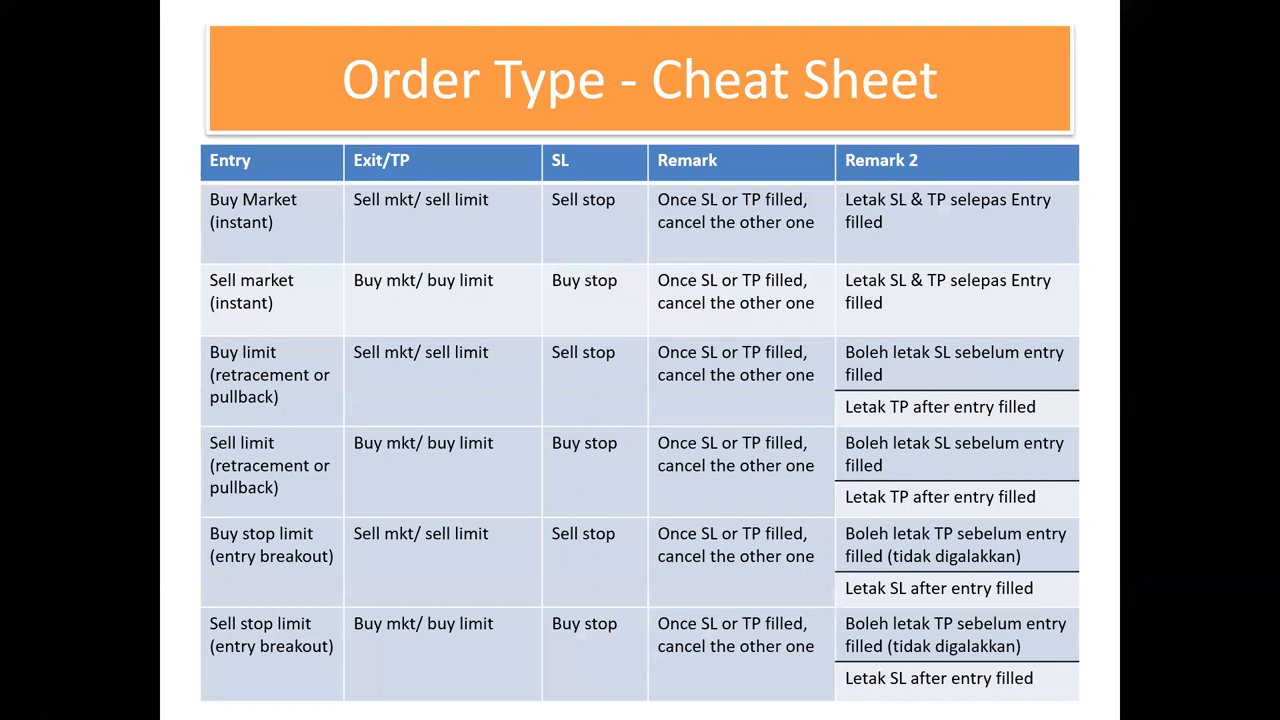 Order Type - Cheat Sheet
Entry Exit/TP SL Remark Remark 2
Buy Market
(instant)
Sell mkt/ sell limit
Sell stop
Once SL or TP filled,
cancel the other one
Letak SL & TP selepas Entry
filled
Sell market
(instant)
Buy mkt/ buy limit
Buy stop
Once SL or TP filled,
cancel the other one
Letak SL & TP selepas Entry
filled
Buy limit
(retracement or
pullback)
Sell mkt/ sell limit
Sell stop
Once SL or TP filled,
cancel the other one
Boleh letak SL sebelum entry
filled
Letak TP after entry filled
Sell limit
(retracement or
pullback)
Buy mkt/ buy limit
Buy stop
Once SL or TP filled,
cancel the other one
Boleh letak SL sebelum entry
filled
Letak TP after entry filled
Buy stop limit
(entry breakout)
Sell mkt/ sell limit
Sell stop
Once SL or TP filled,
cancel the other one
Boleh letak TP sebelum entry
filled (tidak digalakkan)
Letak SL after entry filled
Sell stop limit
(entry breakout)
Buy mkt/ buy limit
Buy stop
Once SL or TP filled,
cancel the other one
Boleh letak TP sebelum entry
filled (tidak digalakkan)
Letak SL after entry filled